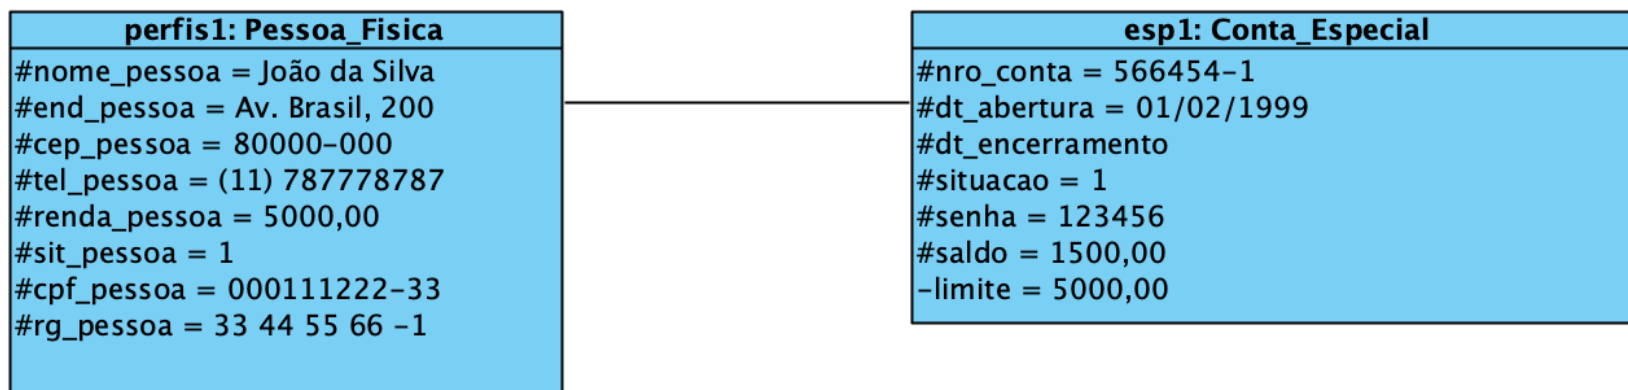 perfis1: Pessoa_Fisica
#nome_pessoa = João da Silva
#end_pessoa = Av. Brasil, 200
#cep_pessoa = 80000-000
#tel_pessoa = (11) 787778787
#renda_pessoa = 5000,00
#sit_pessoa = 1
#cpf_pessoa = 000111222-33
#rg_pessoa = 33 44 55 66 -1
esp1: Conta_Especial
#nro_conta = 566454-1
#dt_abertura = 01/02/1999
#dt_encerramento
#situacao = 1
#senha = 123456
#saldo = 1500,00
-limite = 5000,00